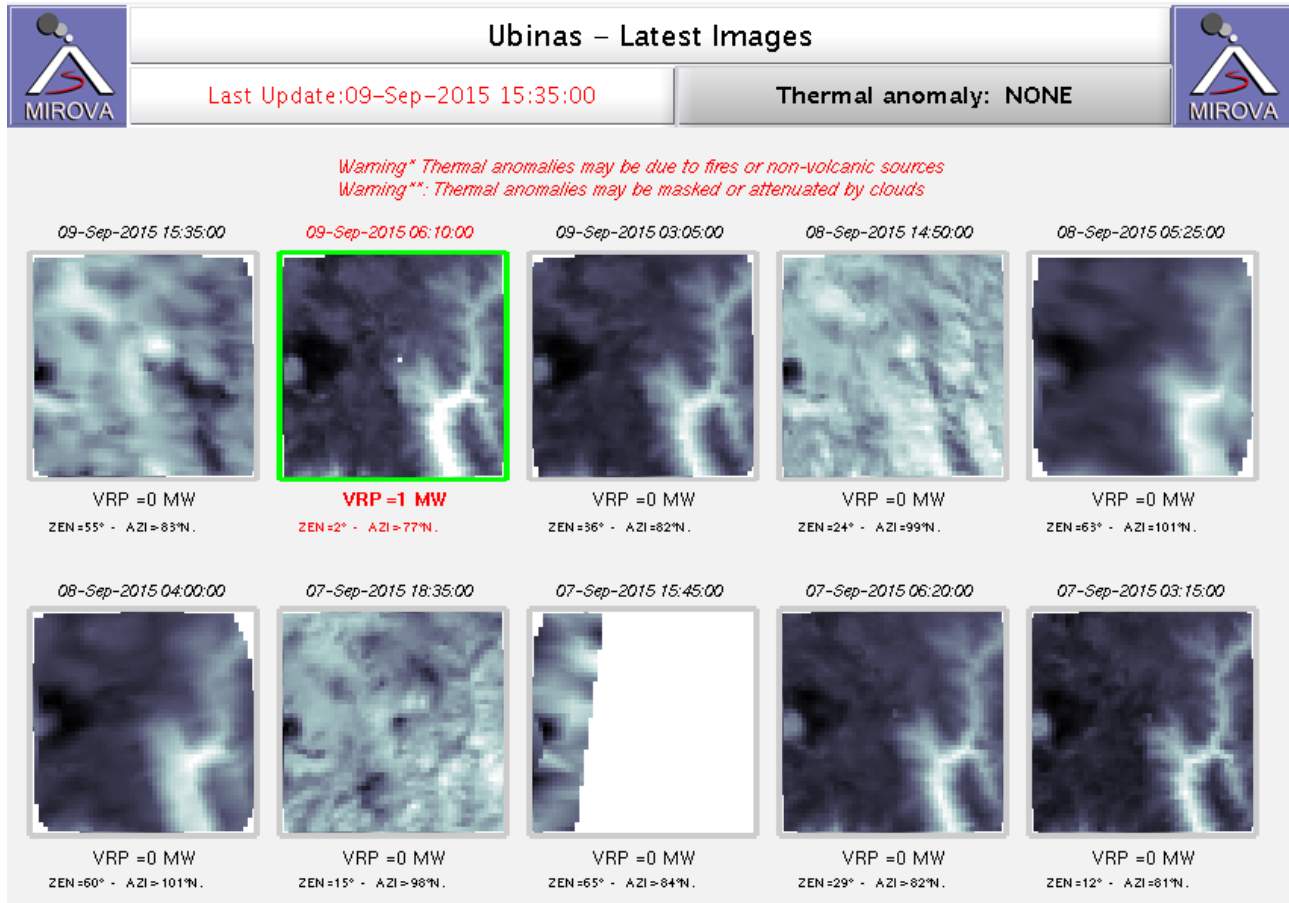 Ubinas – Latest Images
MIROVA
Last Update:09-Sep-2015 15:35:00
Thermal anomaly: NONE
MIROVA
Warning* Thermal anomalies may be due to fires or non-volcanic sources
Warning**: Thermal anomalies may be masked or attenuated by clouds
09-Sep-2015 15:35:00 09-Sep-2015 06:10:00 09-Sep-2015 03:05:00 08-Sep-2015 14:50:00 08-Sep-2015 05:25:00
VRP =0 MW VRP =1 MW VRP =0 MW VRP =0 MW VRP =0 MW
ZEN=55° - AZI=-83°N. ZEN=2° - AZI=-77°N. ZEN=36° - AZI=82°N. ZEN=24° - AZI=99°N. ZEN=63° - AZI=101°N.
08-Sep-2015 04:00:00 07-Sep-2015 18:35:00 07-Sep-2015 15:45:00 07-Sep-2015 06:20:00 07-Sep-2015 03:15:00
VRP =0 MW VRP =0 MW VRP =0 MW VRP =0 MW VRP =0 MW
ZEN=60° - AZI=-101°N. ZEN=15° - AZI=-98°N. ZEN=65° - AZI=-84°N. ZEN=29° - AZI=-82°N. ZEN=12° - AZI=81°N.